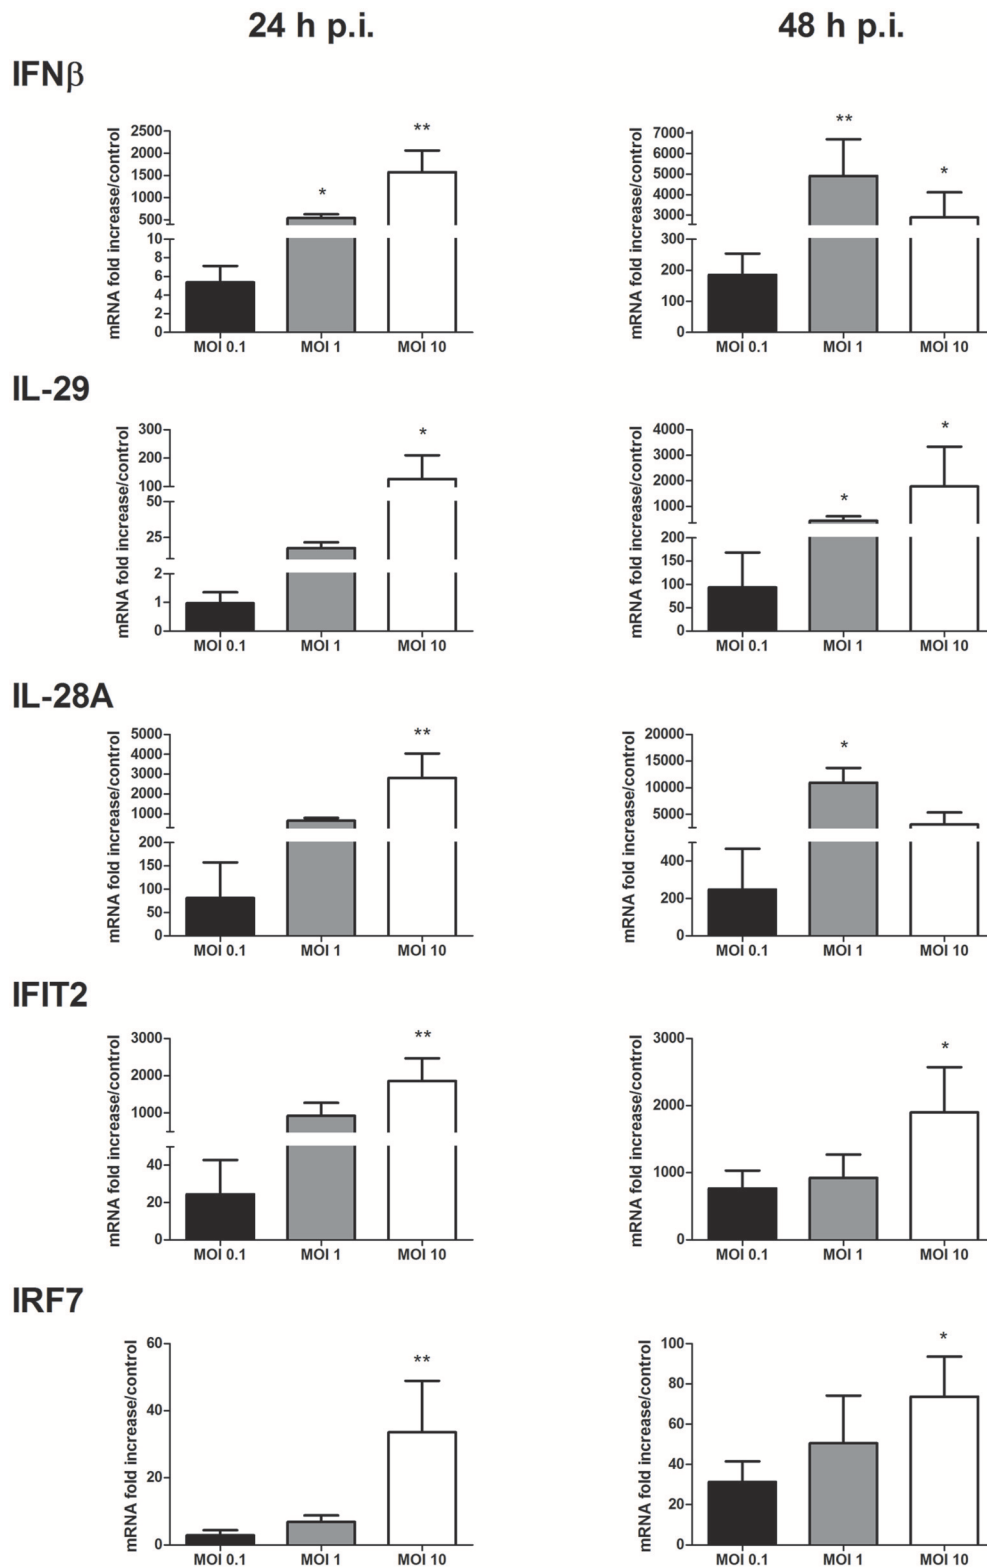 24 h p.i.
48 h p.i.
IFNβ
mRNA fold increase/control
2500
2000
1500
1000
500
10
8
6
4
2
0
*
**
MOI 0.1
MOI 1
MOI 10
mRNA fold increase/control
7000
6000
5000
4000
3000
300
200
100
0
**
*
MOI 0.1
MOI 1
MOI 10
IL-29
mRNA fold increase/control
300
200
100
50
25
2
1
0
*
MOI 0.1
MOI 1
MOI 10
mRNA fold increase/control
4000
3000
2000
1000
200
150
100
50
0
*
*
MOI 0.1
MOI 1
MOI 10
IL-28A
mRNA fold increase/control
5000
4000
3000
2000
1000
200
150
100
50
0
**
MOI 0.1
MOI 1
MOI 10
mRNA fold increase/control
20000
15000
10000
5000
400
200
0
*
MOI 0.1
MOI 1
MOI 10
IFIT2
mRNA fold increase/control
3000
2000
1000
40
20
0
**
MOI 0.1
MOI 1
MOI 10
mRNA fold increase/control
3000
2000
1000
0
*
MOI 0.1
MOI 1
MOI 10
IRF7
mRNA fold increase/control
60
40
20
0
**
MOI 0.1
MOI 1
MOI 10
mRNA fold increase/control
100
80
60
40
20
0
*
MOI 0.1
MOI 1
MOI 10